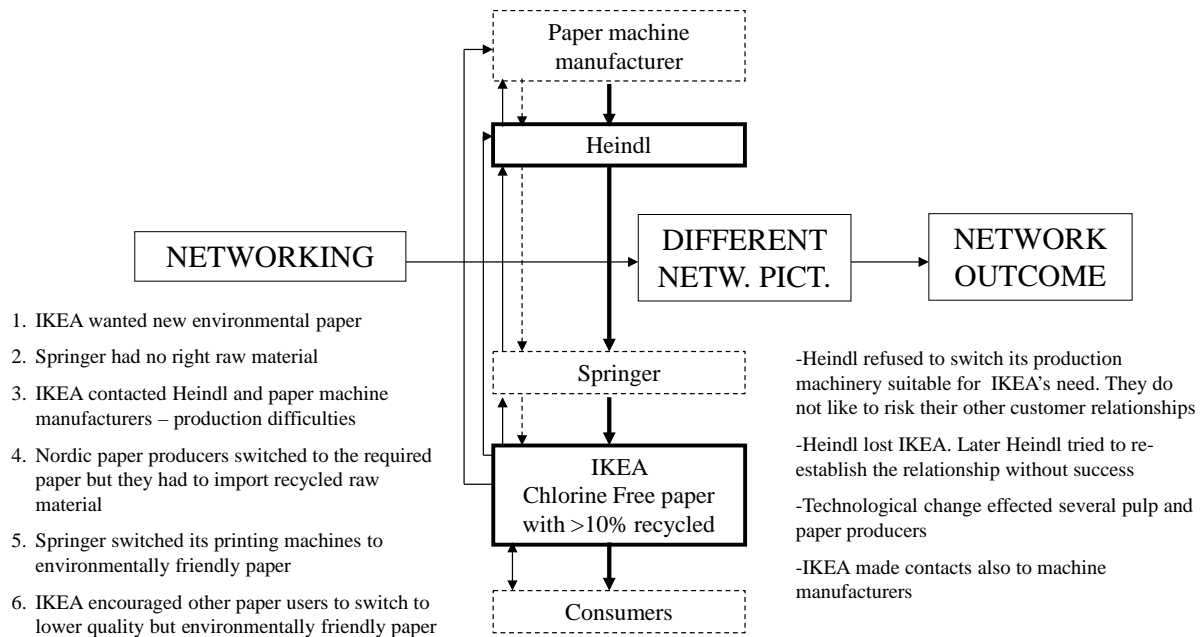 Paper machine
manufacturer
Heindl
NETWORKING
DIFFERENT
NETW. PICT.
NETWORK
OUTCOME
1. IKEA wanted new environmental paper
2. Springer had no right raw material
3. IKEA contacted Heindl and paper machine
manufacturers – production difficulties
4. Nordic paper producers switched to the required
paper but they had to import recycled raw
material
5. Springer switched its printing machines to
environmentally friendly paper
6. IKEA encouraged other paper users to switch to
lower quality but environmentally friendly paper
Springer
IKEA
Chlorine Free paper
with >10% recycled
Consumers
-Heindl refused to switch its production
machinery suitable for IKEA's need. They do
not like to risk their other customer relationships
-Heindl lost IKEA. Later Heindl tried to re-
establish the relationship without success
-Technological change effected several pulp and
paper producers
-IKEA made contacts also to machine
manufacturers